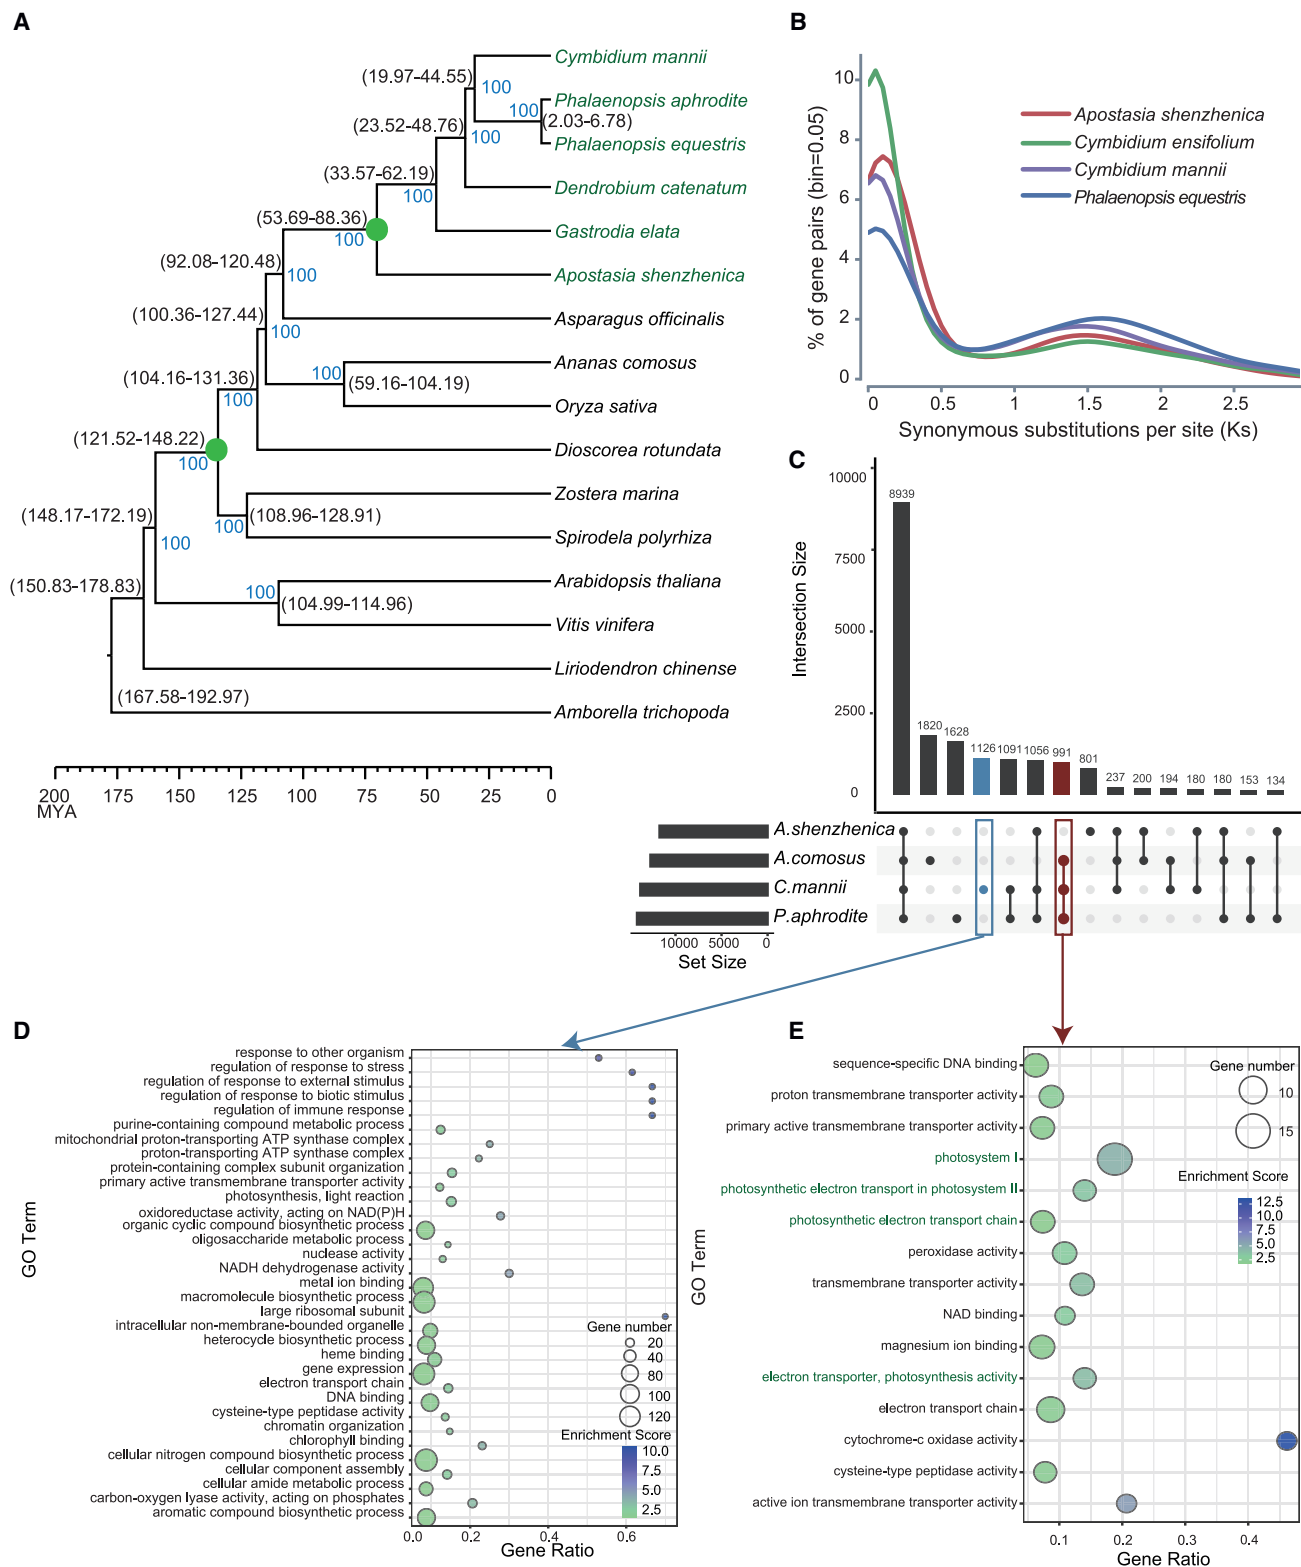 A
Cymbidium mannii
(19.97-44.55)
100
Phalaenopsis aphrodite
100
(2.03-6.78)
(23.52-48.76)
100
Phalaenopsis equestris
(33.57-62.19)
100
Dendrobium catenatum
(53.69-88.36)
100
Gastrodia elata
(92.08-120.48)
100
Apostasia shenzhenica
(100.36-127.44)
100
Asparagus officinalis
Ananas comosus
100
(59.16-104.19)
(104.16-131.36)
100
Oryza sativa
(121.52-148.22)
100
Dioscorea rotundata
Zostera marina
(108.96-128.91)
100
(148.17-172.19)
100
Spirodela polyrhiza
Arabidopsis thaliana
100
(104.99-114.96)
(150.83-178.83)
Vitis vinifera
Liriodendron chinense
(167.58-192.97)
Amborella trichopoda
200 175 150 125 100 75 50 25 0
MYA
B
% of gene pairs (bin=0.05)
10
8
6
4
2
0
Apostasia shenzhenica
Cymbidium ensifolium
Cymbidium mannii
Phalaenopsis equestris
0 0.5 1 1.5 2 2.5
Synonymous substitutions per site (Ks)
C
Intersection Size
10000
7500
5000
2500
0
8939 1820 1628 1126 1091 1056 991 801 237 200 194 180 180 153 134
A.shenzhenica
A.comosus
C.mannii
P.aphrodite
10000 5000 0
Set Size
D
GO Term
response to other organism
regulation of response to stress
regulation of response to external stimulus
regulation of response to biotic stimulus
regulation of immune response
purine-containing compound metabolic process
mitochondrial proton-transporting ATP synthase complex
proton-transporting ATP synthase complex
protein-containing complex subunit organization
primary active transmembrane transporter activity
photosynthesis, light reaction
oxidoreductase activity, acting on NAD(P)H
organic cyclic compound biosynthetic process
oligosaccharide metabolic process
nuclease activity
NADH dehydrogenase activity
metal ion binding
macromolecule biosynthetic process
large ribosomal subunit
intracellular non-membrane-bounded organelle
heterocycle biosynthetic process
heme binding
gene expression
electron transport chain
DNA binding
cysteine-type peptidase activity
chromatin organization
chlorophyll binding
cellular nitrogen compound biosynthetic process
cellular component assembly
cellular amide metabolic process
carbon-oxygen lyase activity, acting on phosphates
aromatic compound biosynthetic process
Gene number
20
40
80
100
120
Enrichment Score
10.0
7.5
5.0
2.5
0.0 0.2 0.4 0.6
Gene Ratio
E
GO Term
sequence-specific DNA binding
proton transmembrane transporter activity
primary active transmembrane transporter activity
photosystem I
photosynthetic electron transport in photosystem II
photosynthetic electron transport chain
peroxidase activity
transmembrane transporter activity
NAD binding
magnesium ion binding
electron transporter, photosynthesis activity
electron transport chain
cytochrome-c oxidase activity
cysteine-type peptidase activity
active ion transmembrane transporter activity
Gene number
10
15
Enrichment Score
12.5
10.0
7.5
5.0
2.5
0.1 0.2 0.3 0.4
Gene Ratio